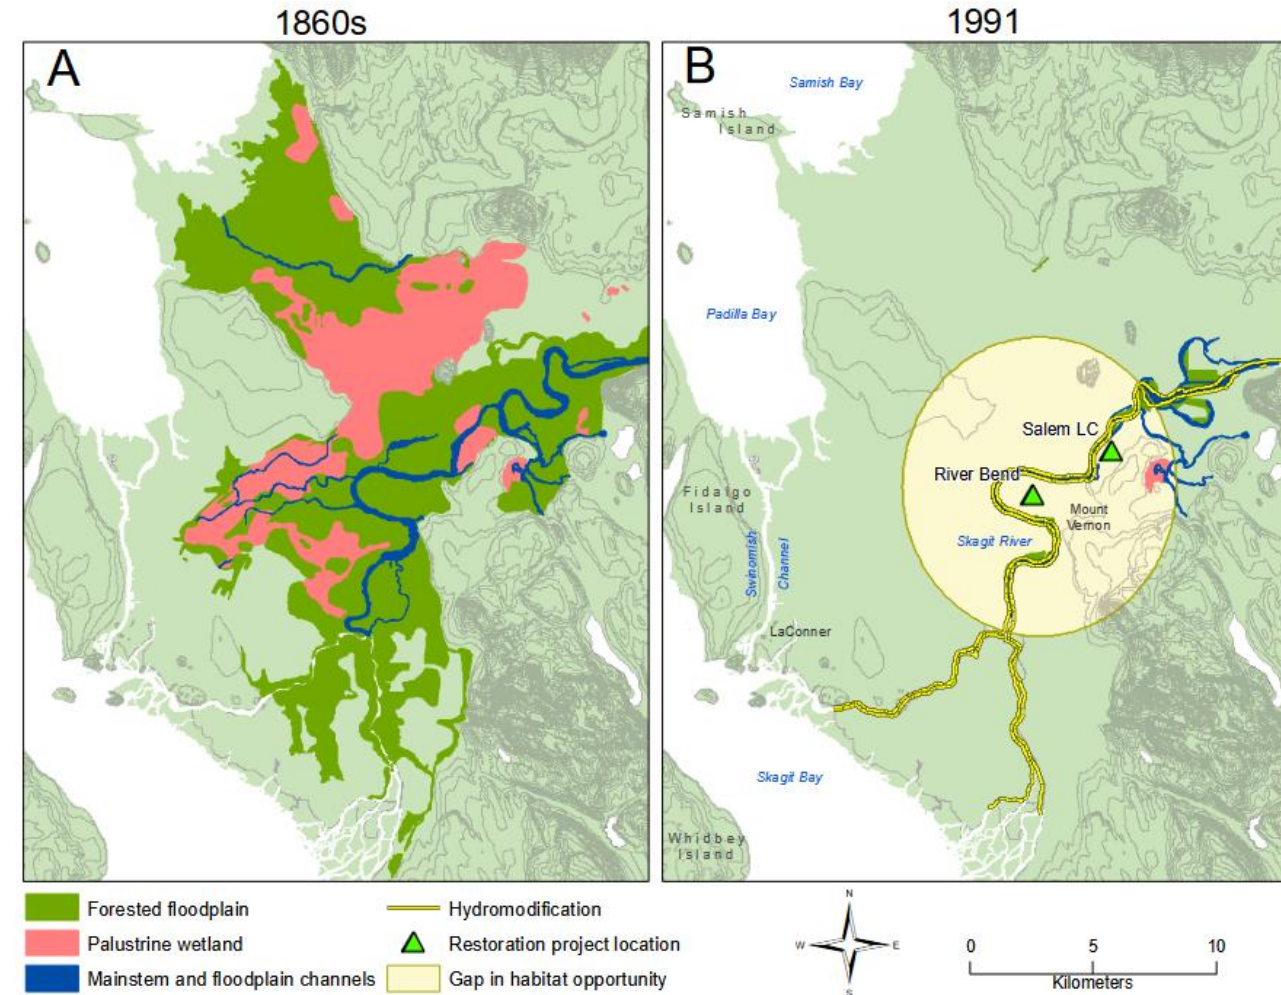 1860s
1991
A
B
Samish Bay
Samish
Island
Padilla Bay
Salem LC
River Bend
Fidalgo
Island
Mount
Vernon
Skagit River
Swinomish
Channel
LaConner
Skagit Bay
Whidbey
Island
Forested floodplain
Palustrine wetland
Mainstem and floodplain channels
Hydromodification
Restoration project location
Gap in habitat opportunity
N
W
E
S
0 5 10
Kilometers